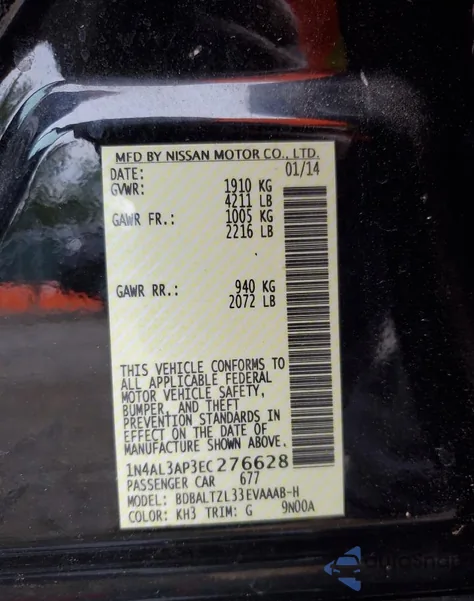 MFD BY NISSAN MOTOR CO., LTD.
DATE: 01/14
GVWR: 1910 KG
4211 LB
GAWR FR.: 1005 KG
2216 LB
GAWR RR.: 940 KG
2072 LB
THIS VEHICLE CONFORMS TO
ALL APPLICABLE FEDERAL
MOTOR VEHICLE SAFETY,
BUMPER, AND THEFT
PREVENTION STANDARDS IN
EFFECT ON THE DATE OF
MANUFACTURE SHOWN ABOVE.
1N4AL3AP3EC276628
PASSENGER CAR 677
MODEL: BDBALTZL33EVAAAB-H
COLOR: KH3 TRIM: G 9N00A